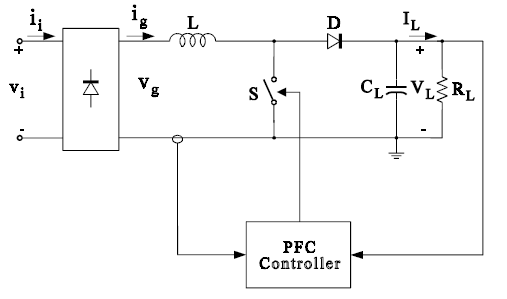 i_i
i_g
L
D
I_L
+
+
v_i
v_g
S
C_L
V_L
R_L
-
-
PFC
Controller